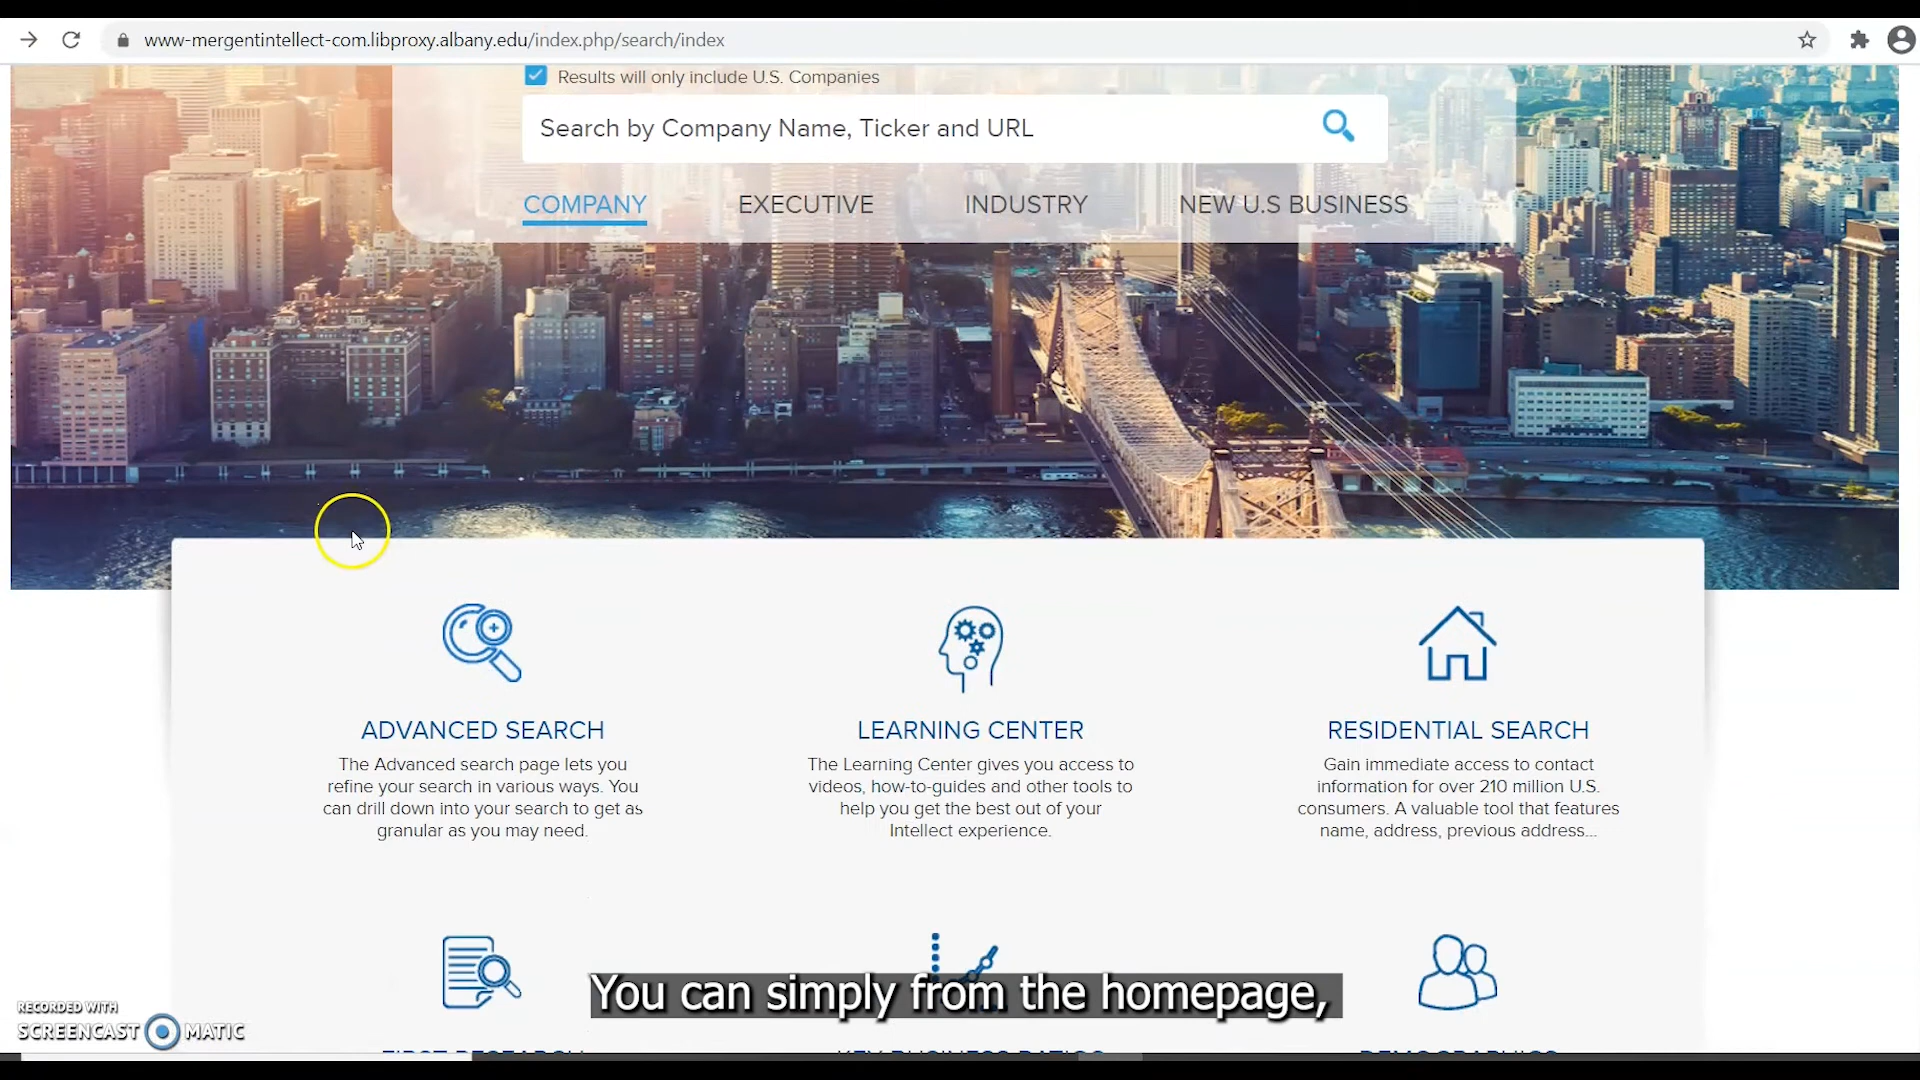 www-mergentintellect-com.libproxy.albany.edu/index.php/search/index
Results will only include U.S. Companies
Search by Company Name, Ticker and URL
COMPANY EXECUTIVE INDUSTRY NEW U.S BUSINESS
ADVANCED SEARCH
The Advanced search page lets you
refine your search in various ways. You
can drill down into your search to get as
granular as you may need.
LEARNING CENTER
The Learning Center gives you access to
videos, how-to-guides and other tools to
help you get the best out of your
Intellect experience.
RESIDENTIAL SEARCH
Gain immediate access to contact
information for over 210 million U.S.
consumers. A valuable tool that features
name, address, previous address...
You can simply from the homepage,
RECORDED WITH
SCREENCAST MATIC
FIRST RESEARCH
KEY BUSINESS RATIOS
DEMOGRAPHICS